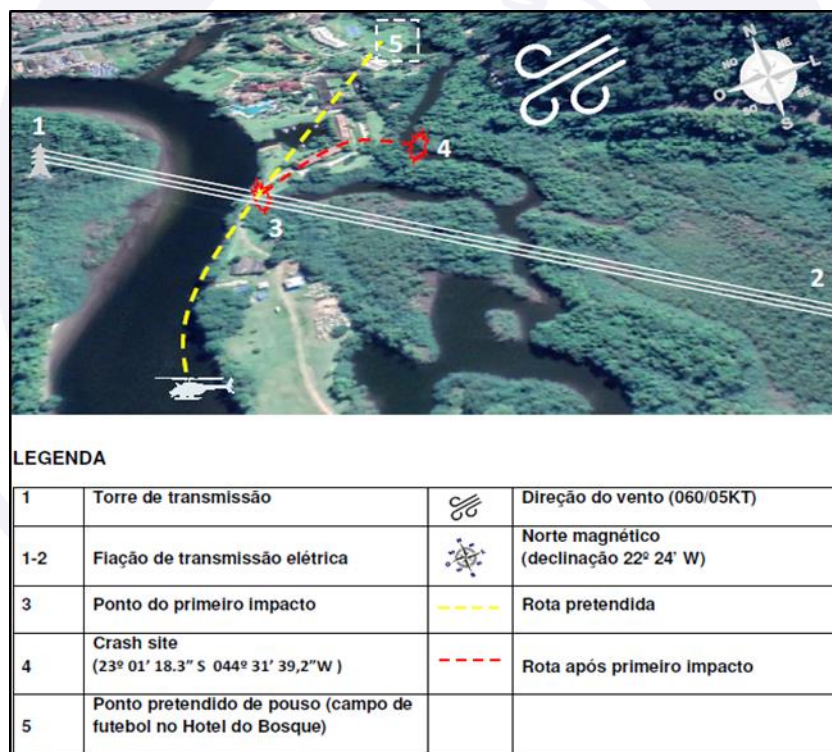 5
N
NE
L
SE
S
SO
O
NO
1
4
3
2
LEGENDA
1 Torre de transmissão Direção do vento (060/05KT)
1-2 Fiação de transmissão elétrica Norte magnético
(declinação 22º 24' W)
3 Ponto do primeiro impacto Rota pretendida
4 Crash site
(23º 01' 18.3" S 044º 31' 39,2"W ) Rota após primeiro impacto
5 Ponto pretendido de pouso (campo de
futebol no Hotel do Bosque)